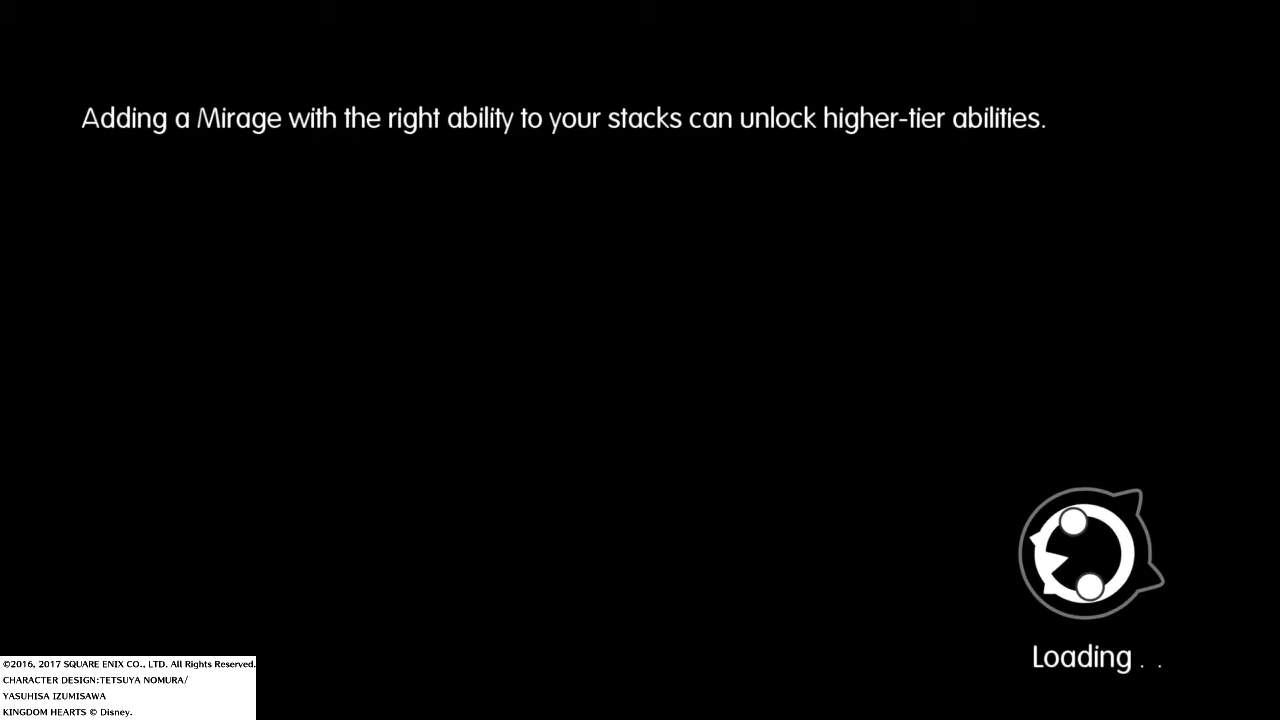 Adding a Mirage with the right ability to your stacks can unlock higher-tier abilities.
Loading . .
©2016, 2017 SQUARE ENIX CO., LTD. All Rights Reserved.
CHARACTER DESIGN:TETSUYA NOMURA/
YASUHISA IZUMISAWA
KINGDOM HEARTS © Disney.